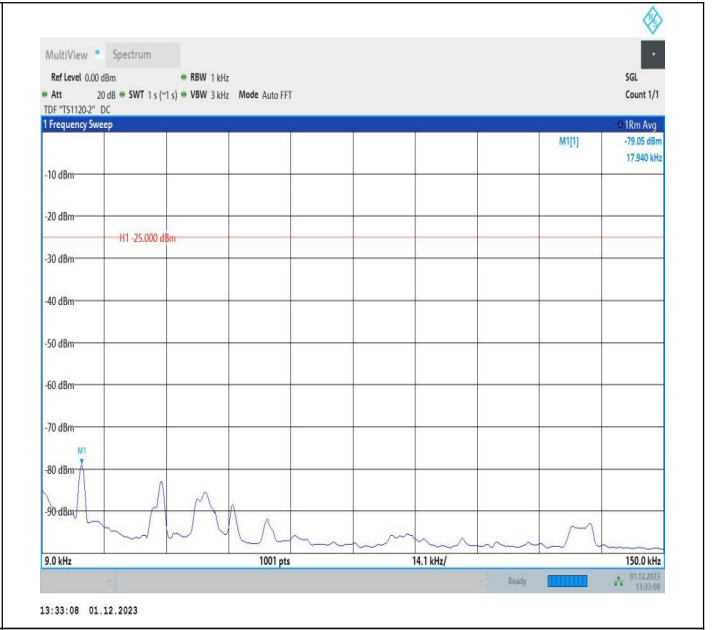 MultiView Spectrum
Ref Level 0.00 dBm RBW 1 kHz SGL
Att 20 dB SWT 1 s (~1 s) VBW 3 kHz Mode Auto FFT Count 1/1
TDF "TS1120-2" DC
1 Frequency Sweep 1Rm Avg
M1[1] -79.05 dBm
17.940 kHz
-10 dBm
-20 dBm
H1 -25.000 dBm
-30 dBm
-40 dBm
-50 dBm
-60 dBm
-70 dBm
M1
-80 dBm
-90 dBm
9.0 kHz 1001 pts 14.1 kHz/ 150.0 kHz
Ready 01.12.2023
13:33:08
13:33:08 01.12.2023